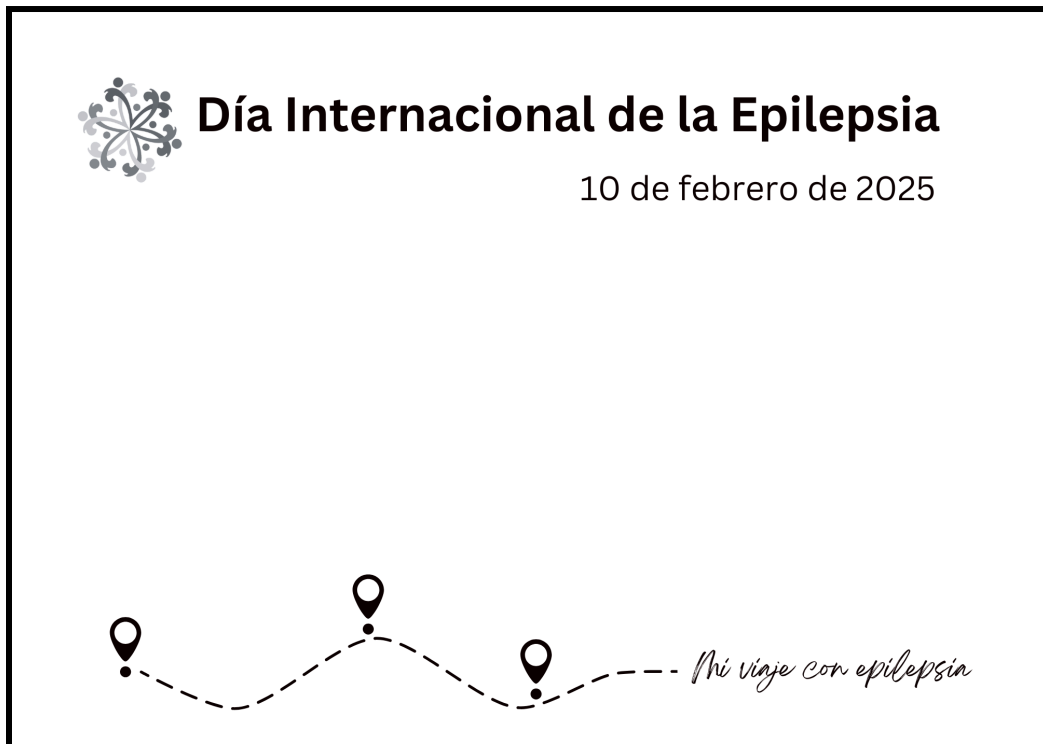 Día Internacional de la Epilepsia
10 de febrero de 2025
Mi viaje con epilepsia